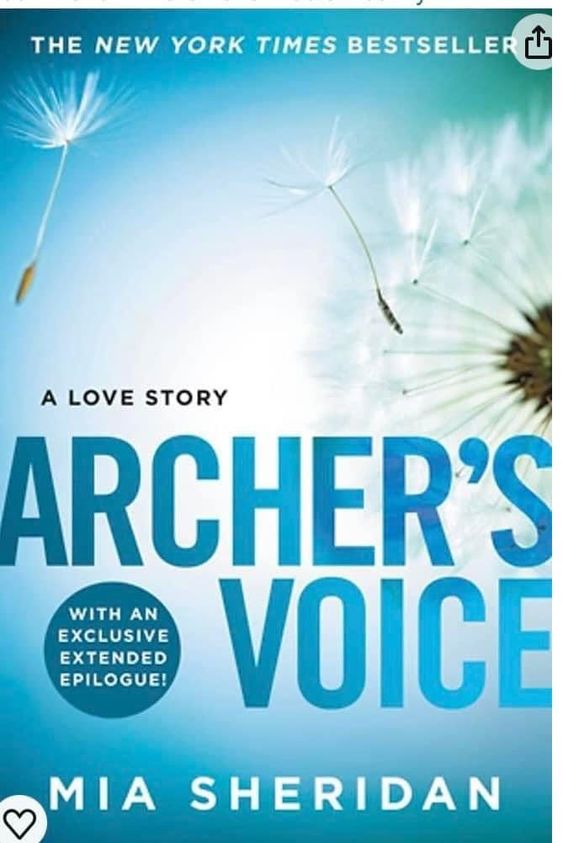 THE NEW YORK TIMES BESTSELLER
A LOVE STORY
ARCHER'S
VOICE
WITH AN
EXCLUSIVE
EXTENDED
EPILOGUE!
MIA SHERIDAN